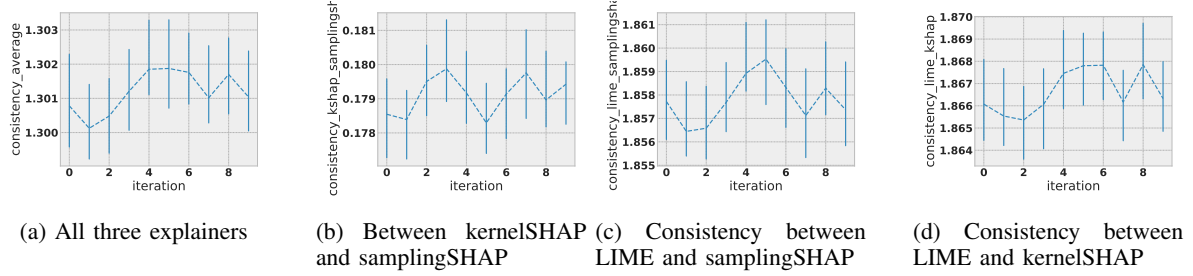 consistency_average
1.303
1.302
1.301
1.300
0 2 4 6 8
iteration
(a) All three explainers
consistency_kshap_samplingsh
0.181
0.180
0.179
0.178
0 2 4 6 8
iteration
(b) Between kernelSHAP
and samplingSHAP
consistency_lime_samplingsha
1.861
1.860
1.859
1.858
1.857
1.856
1.855
0 2 4 6 8
iteration
(c) Consistency between
LIME and samplingSHAP
consistency_lime_kshap
1.870
1.869
1.868
1.867
1.866
1.865
1.864
0 2 4 6 8
iteration
(d) Consistency between
LIME and kernelSHAP